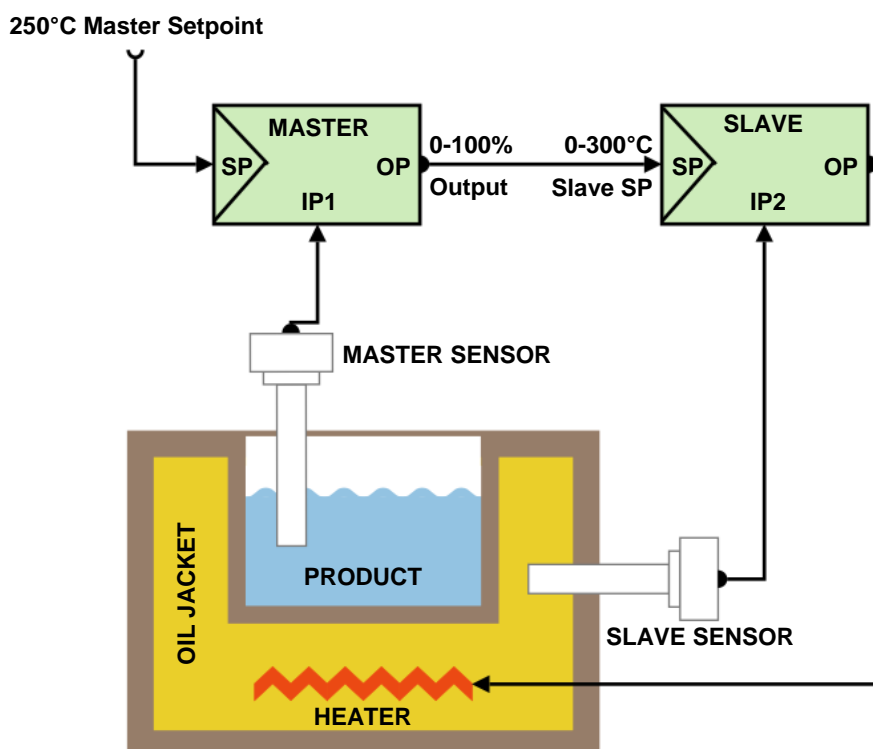 250°C Master Setpoint
MASTER
SLAVE
0-100%
0-300°C
SP
OP
SP
OP
Output
Slave SP
IP1
IP2
MASTER SENSOR
OIL JACKET
PRODUCT
SLAVE SENSOR
HEATER